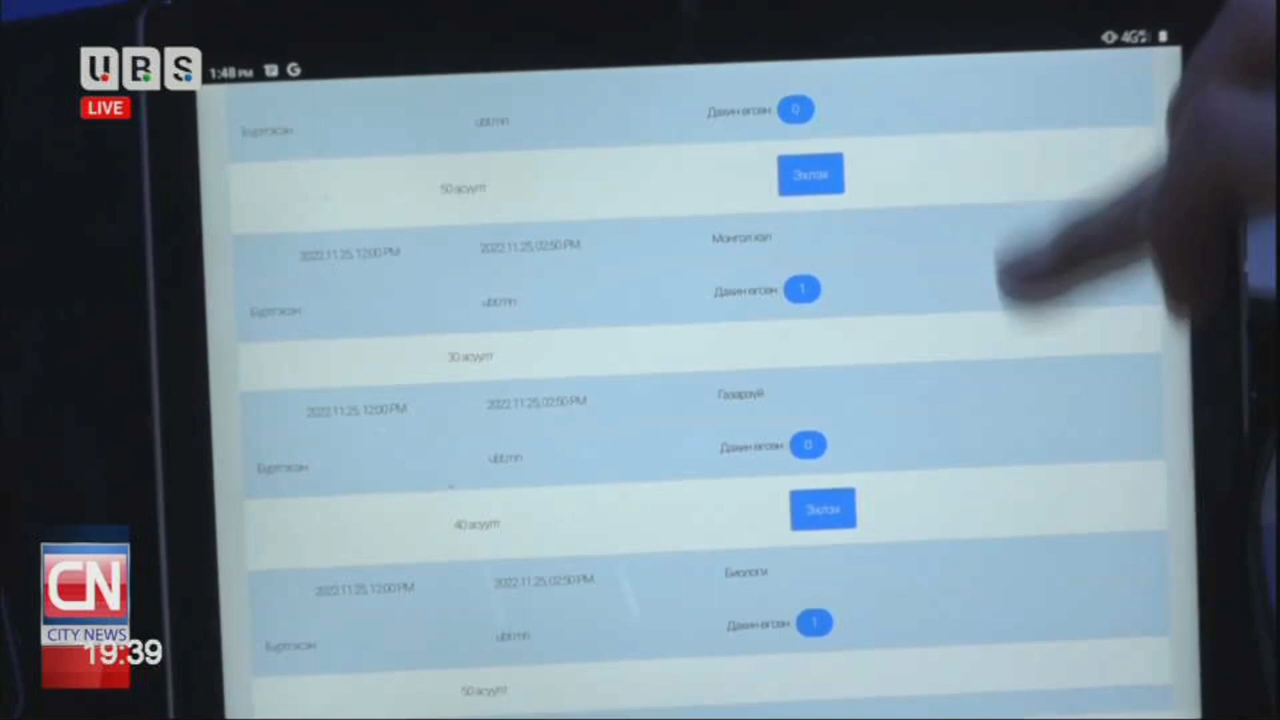 UBS
LIVE
1:48 PM G
4G
Бүртгэсэн ubt.mn Дахин өгсөн 0
50 асуулт Эхлэх
2022.11.25, 12:00 PM 2022.11.25, 02:50 PM Монгол хэл
Бүртгэсэн ubt.mn Дахин өгсөн 1
30 асуулт
2022.11.25, 12:00 PM 2022.11.25, 02:50 PM Газарзүй
Бүртгэсэн ubt.mn Дахин өгсөн 0
40 асуулт Эхлэх
2022.11.25, 12:00 PM 2022.11.25, 02:50 PM Биологи
Бүртгэсэн ubt.mn Дахин өгсөн 1
50 асуулт
CN
CITY NEWS
19:39